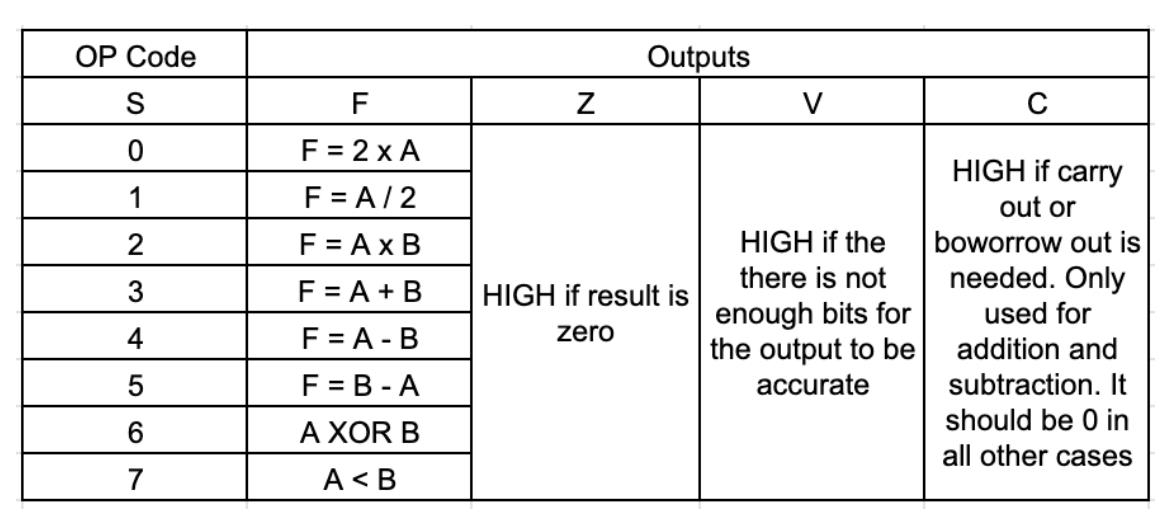 OP Code Outputs
S F Z V C
0 F = 2 x A
1 F = A / 2
2 F = A x B
3 F = A + B
4 F = A - B
5 F = B - A
6 A XOR B
7 A < B
HIGH if result is
zero
HIGH if the
there is not
enough bits for
the output to be
accurate
HIGH if carry
out or
boworrow out is
needed. Only
used for
addition and
subtraction. It
should be 0 in
all other cases